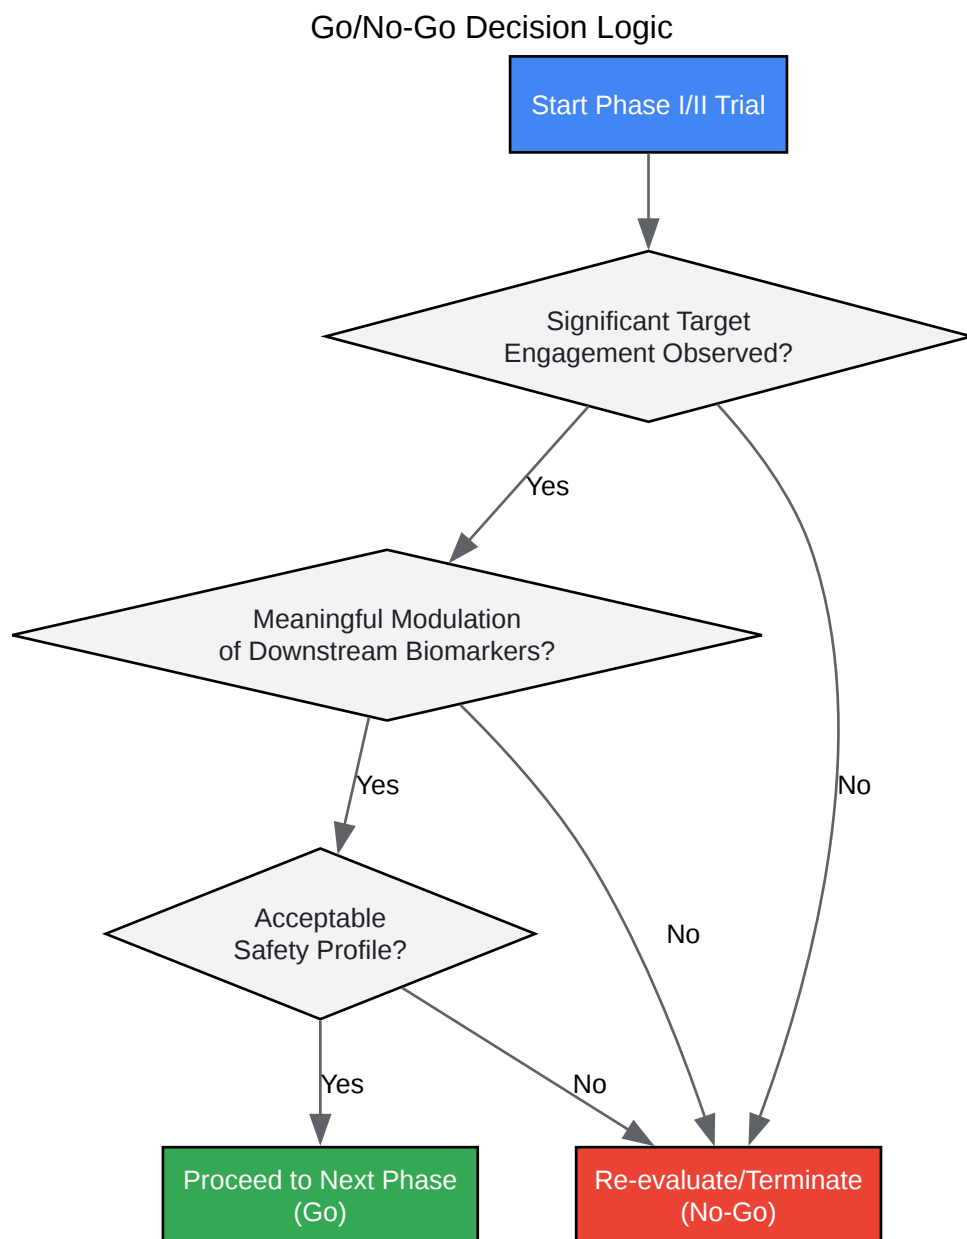 Go/No-Go Decision Logic
Start Phase I/II Trial
Significant Target
Engagement Observed?
Yes
Meaningful Modulation
of Downstream Biomarkers?
Yes
No
Acceptable
Safety Profile?
No
Yes
No
Proceed to Next Phase
(Go)
Re-evaluate/Terminate
(No-Go)